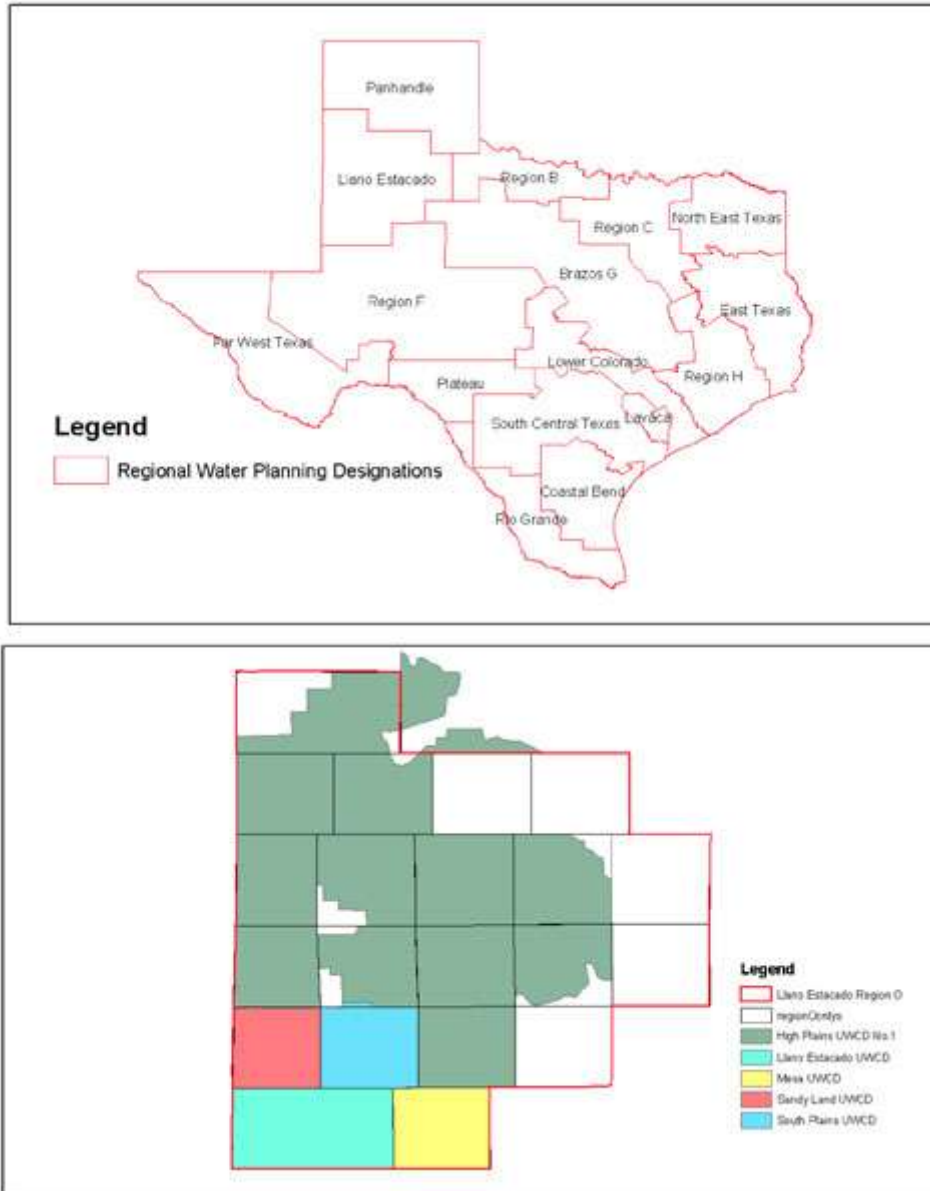 Panhandle
Llano Estacado
Region B
North East Texas
Region C
Brazos G
Region F
East Texas
Far West Texas
Lower Colorado
Region H
Plateau
Lavaca
South Central Texas
Coastal Bend
Rio Grande
Legend
Regional Water Planning Designations
Legend
Llano Estacado Region O
High Plains UWCD No.1
Llano Estacado UWCD
Mesa UWCD
Sandy Land UWCD
South Plains UWCD